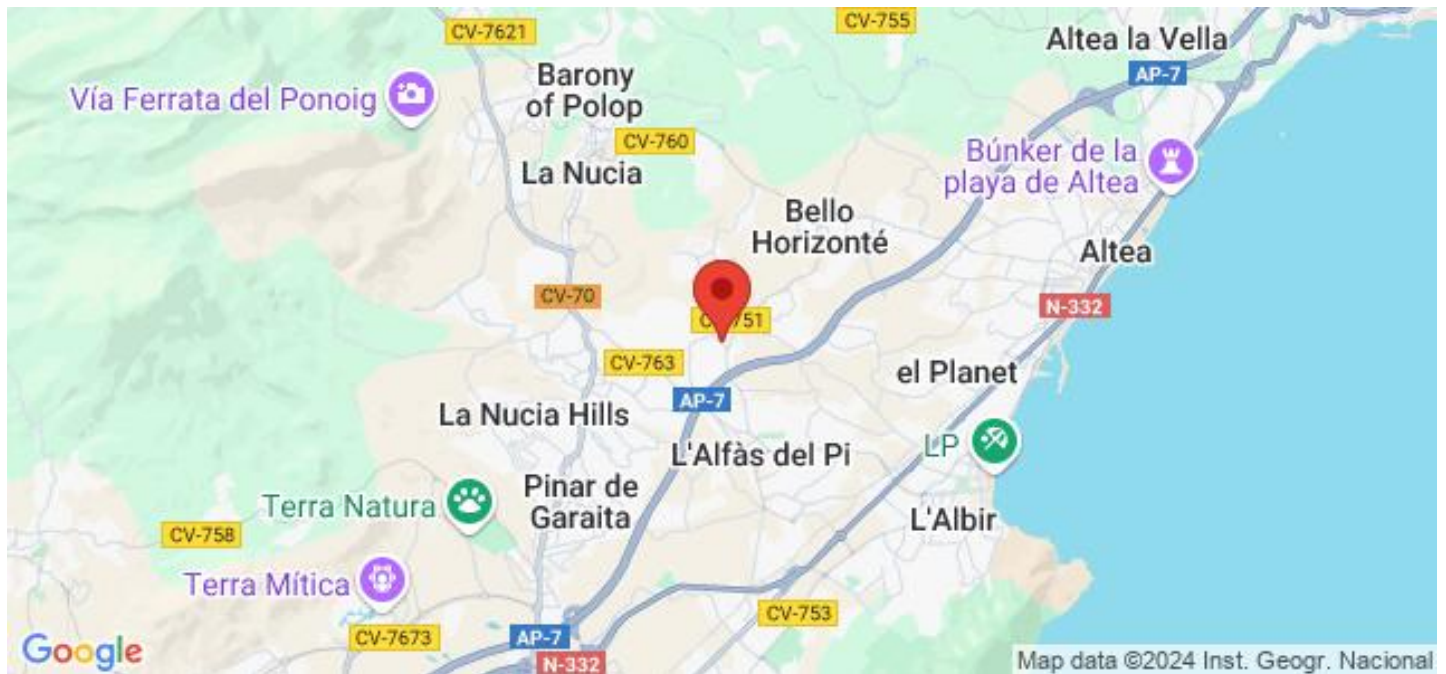 CV-7621
CV-755
Altea la Vella
AP-7
Barony
of Polop
Vía Ferrata del Ponoig
CV-760
Búnker de la
playa de Altea
La Nucia
Bello
Horizonté
Altea
CV-70
N-332
751
CV-763
el Planet
AP-7
La Nucia Hills
LP
L'Alfàs del Pi
Terra Natura
Pinar de
Garaita
L'Albir
CV-758
Terra Mítica
CV-753
CV-7673
AP-7
Google
N-332
Map data ©2024 Inst. Geogr. Nacional